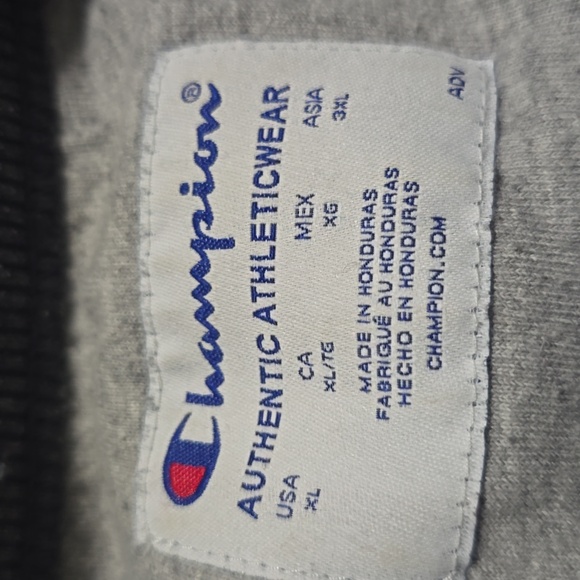 Champion®
AUTHENTIC ATHLETICWEAR
USA CA MEX ASIA
XL XL/TG XG 3XL
MADE IN HONDURAS
FABRIQUÉ AU HONDURAS
HECHO EN HONDURAS
CHAMPION.COM
ADV